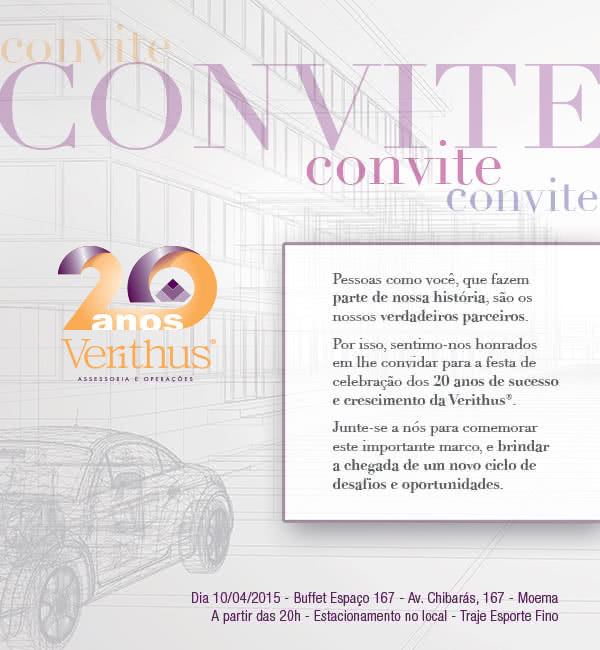 convite
CONVITE
convite
convite
20
anos
Verithus®
ASSESSORIA E OPERAÇÕES
Pessoas como você, que fazem
parte de nossa história, são os
nossos verdadeiros parceiros.
Por isso, sentimo-nos honrados
em lhe convidar para a festa de
celebração dos 20 anos de sucesso
e crescimento da Verithus®.
Junte-se a nós para comemorar
este importante marco, e brindar
a chegada de um novo ciclo de
desafios e oportunidades.
Dia 10/04/2015 - Buffet Espaço 167 - Av. Chibarás, 167 - Moema
A partir das 20h - Estacionamento no local - Traje Esporte Fino